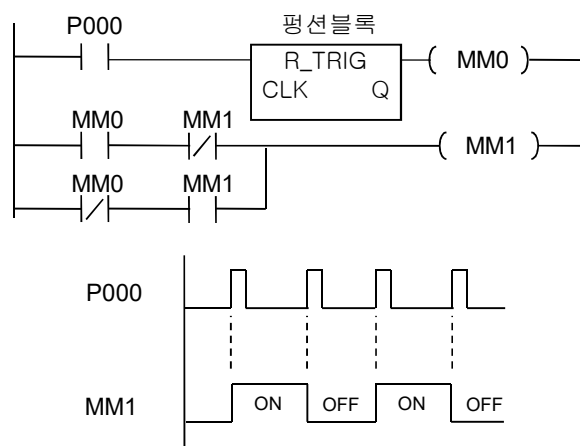 P000 펑션블록
R_TRIG
CLK Q
MM0
MM0 MM1
MM1
MM0 MM1
P000
MM1
ON OFF ON OFF